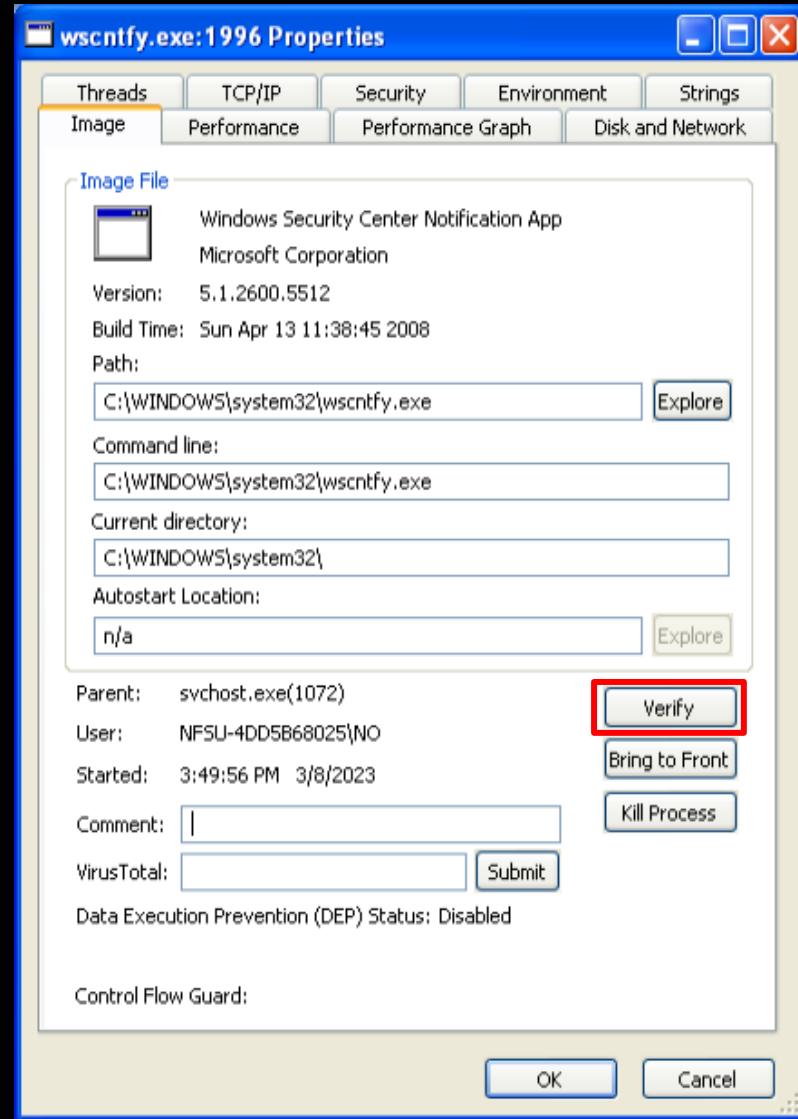 wscntfy.exe:1996 Properties
Threads TCP/IP Security Environment Strings
Image Performance Performance Graph Disk and Network
Image File
Windows Security Center Notification App
Microsoft Corporation
Version: 5.1.2600.5512
Build Time: Sun Apr 13 11:38:45 2008
Path:
C:\WINDOWS\system32\wscntfy.exe Explore
Command line:
C:\WINDOWS\system32\wscntfy.exe
Current directory:
C:\WINDOWS\system32\
Autostart Location:
n/a Explore
Parent: svchost.exe(1072) Verify
User: NFSU-4DD5B68025\NO
Bring to Front
Started: 3:49:56 PM 3/8/2023
Kill Process
Comment:
VirusTotal: Submit
Data Execution Prevention (DEP) Status: Disabled
Control Flow Guard:
OK Cancel